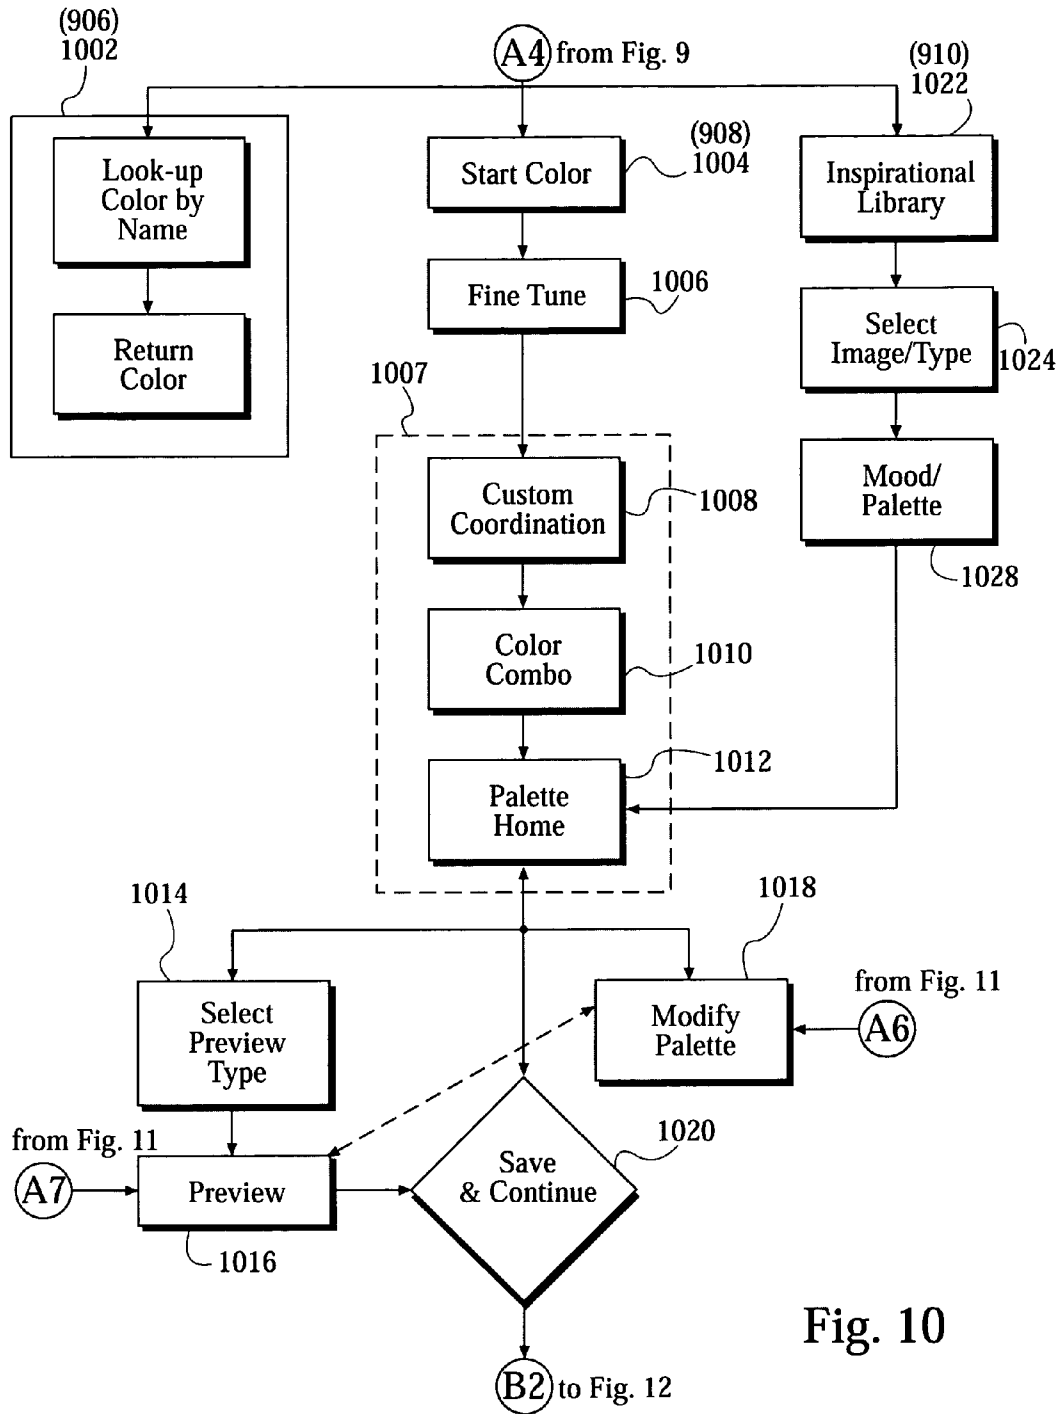 (906)
1002
A4 from Fig. 9
(910)
1022
Look-up
Color by
Name
Start Color
(908)
1004
Inspirational
Library
Fine Tune
1006
Return
Color
Select
Image/Type
1024
1007
Custom
Coordination
1008
Mood/
Palette
1028
Color
Combo
1010
Palette
Home
1012
1014
1018
Select
Preview
Type
Modify
Palette
from Fig. 11
A6
from Fig. 11
A7
Preview
1016
Save
& Continue
1020
Fig. 10
B2 to Fig. 12